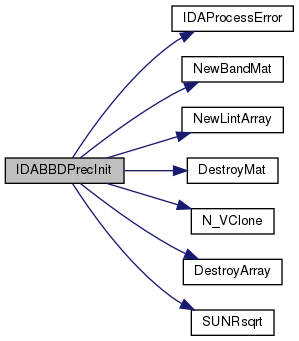 IDAProcessError
NewBandMat
NewLintArray
IDABBDPrecInit
DestroyMat
N_VClone
DestroyArray
SUNRsqrt